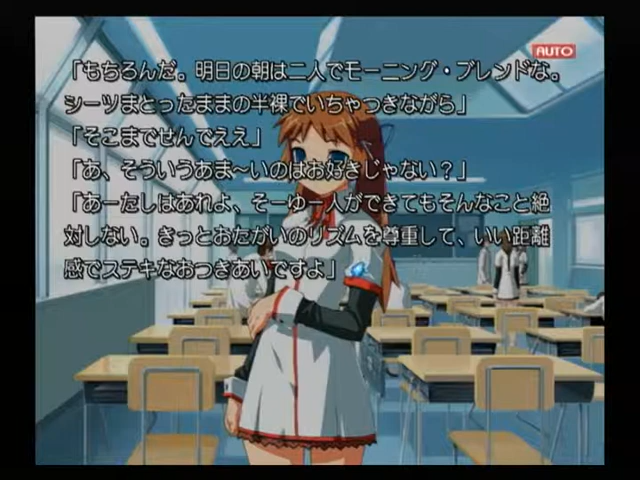 AUTO
「もちろんだ。明日の朝は二人でモーニング・ブレンドな。
シーツまとったままの半裸でいちゃつきながら」
「そこまでせんでええ」
「あ、そういうあま〜いのはお好きじゃない？」
「あーたしはあれよ、そーゆー人ができてもそんなこと絶
対しない。きっとおたがいのリズムを尊重して、いい距離
感でステキなおつきあいですよ」